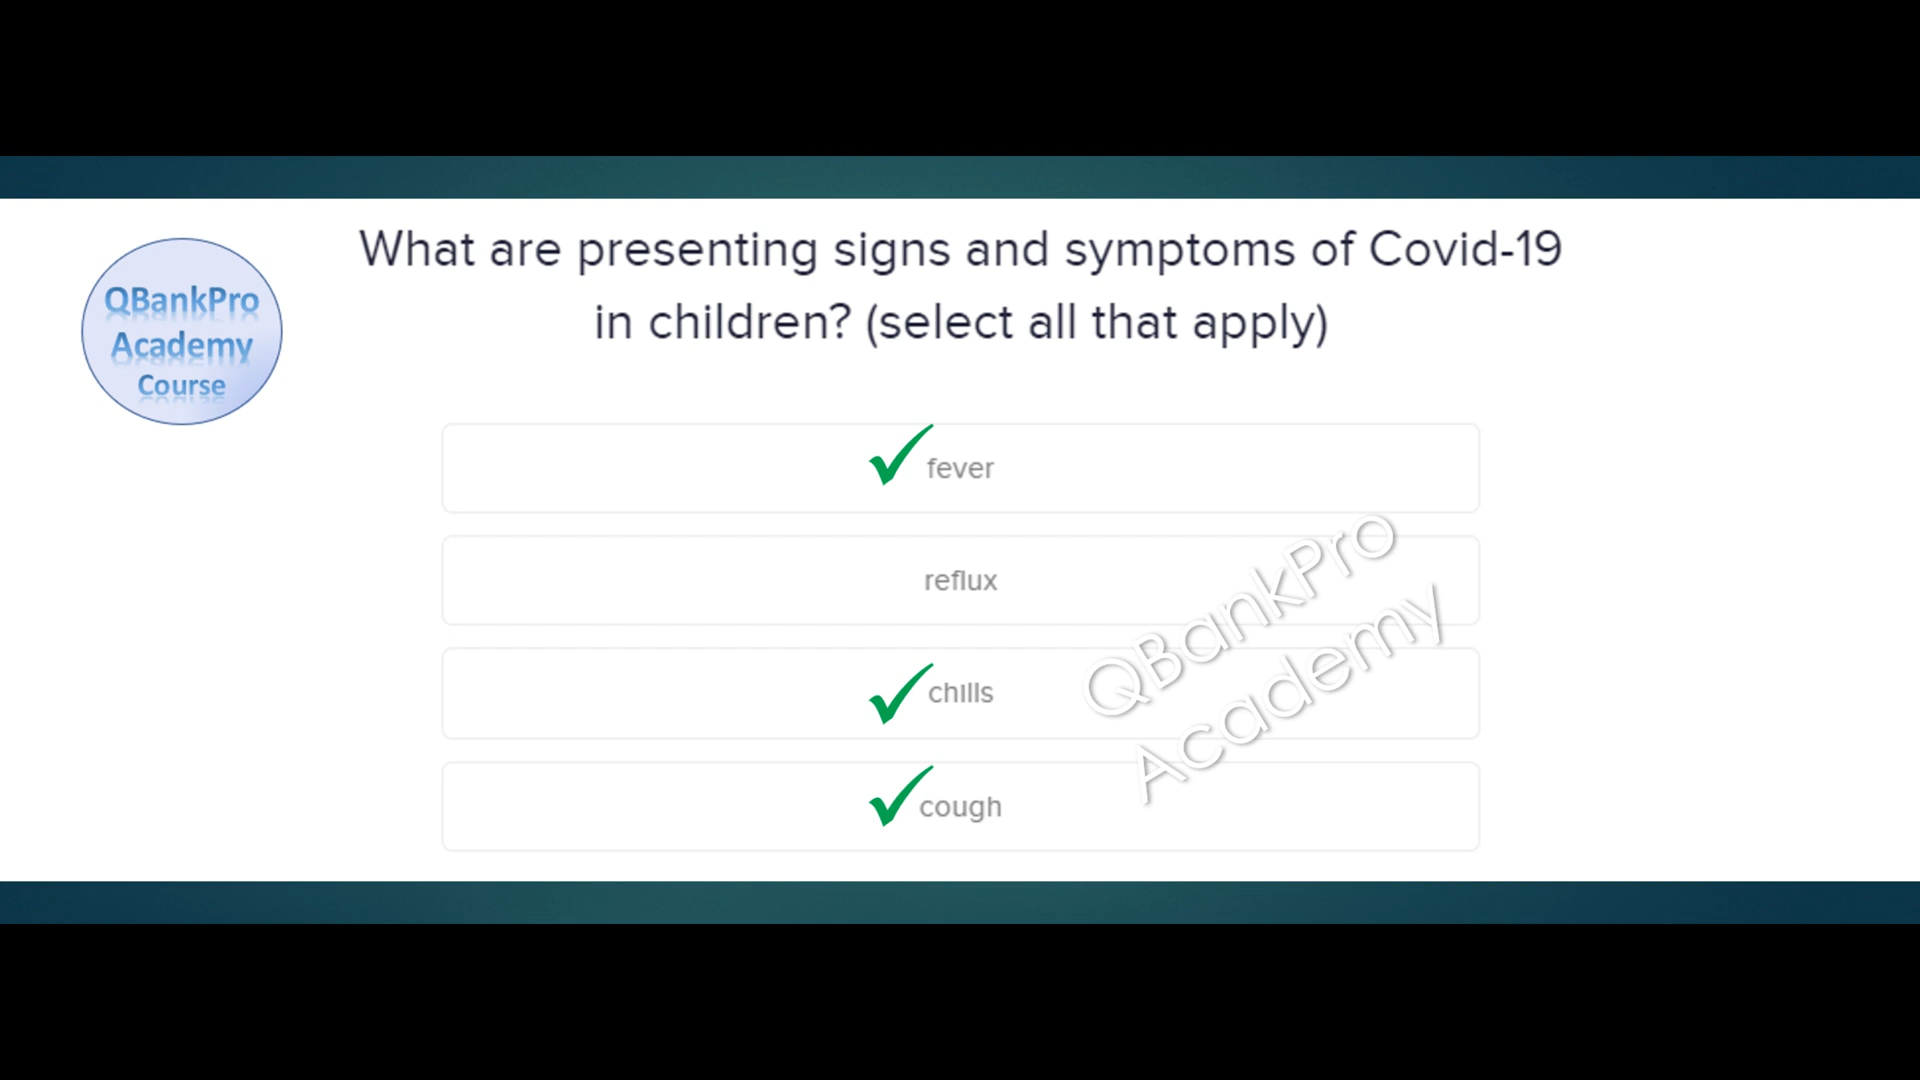 What are presenting signs and symptoms of Covid-19
in children? (select all that apply)
QBankPro
Academy
Course
fever
reflux
chills
cough
QBankPro
Academy